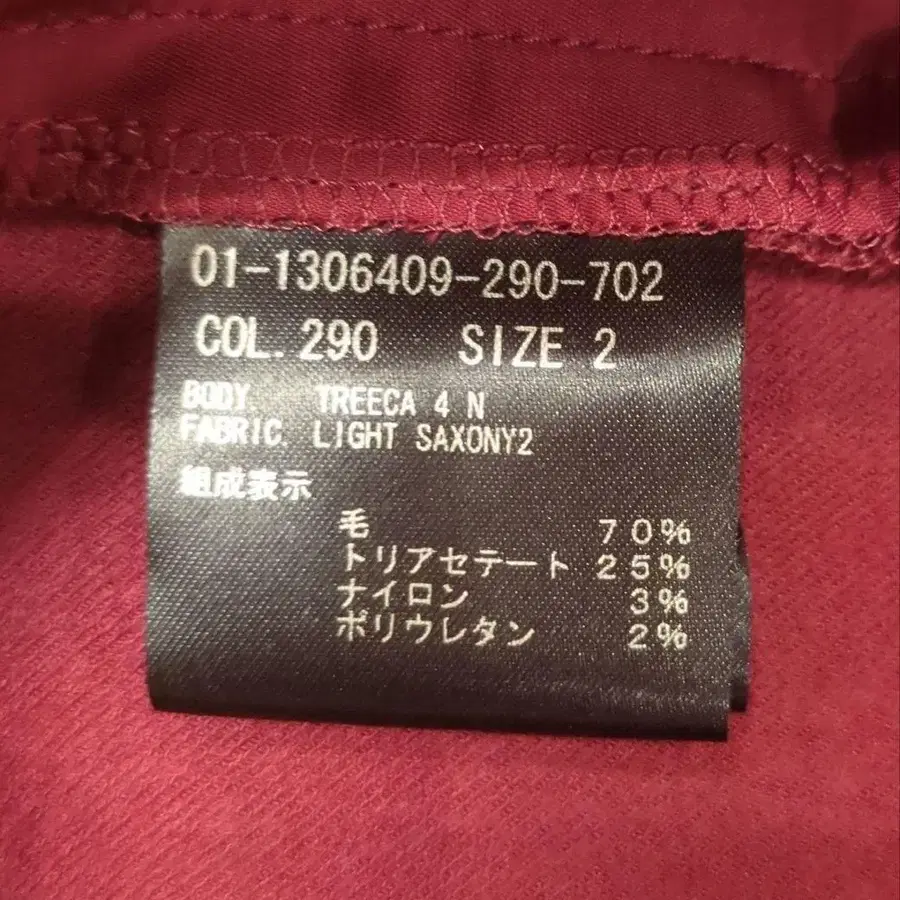 01-1306409-290-702
COL. 290 SIZE 2
BODY TREECA 4 N
FABRIC LIGHT SAXONY2
組成表示
毛 70%
トリアセテート 25%
ナイロン 3%
ポリウレタン 2%